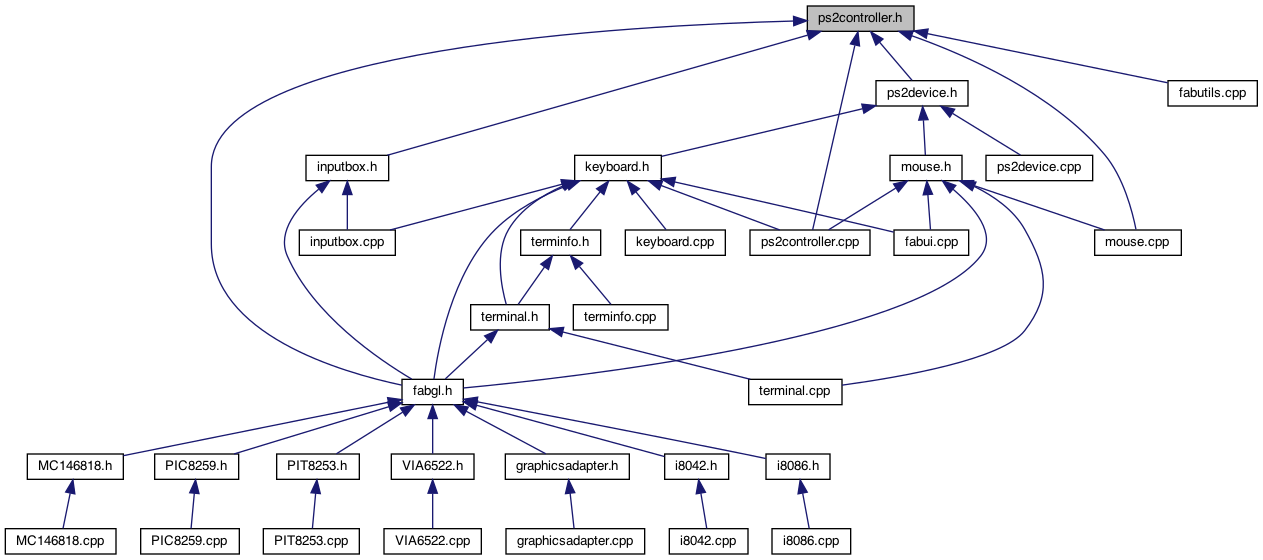 ps2controller.h
ps2device.h
fabutils.cpp
inputbox.h
keyboard.h
mouse.h
ps2device.cpp
inputbox.cpp
terminfo.h
keyboard.cpp
ps2controller.cpp
fabui.cpp
mouse.cpp
terminal.h
terminfo.cpp
fabgl.h
terminal.cpp
MC146818.h
PIC8259.h
PIT8253.h
VIA6522.h
graphicsadapter.h
i8042.h
i8086.h
MC146818.cpp
PIC8259.cpp
PIT8253.cpp
VIA6522.cpp
graphicsadapter.cpp
i8042.cpp
i8086.cpp